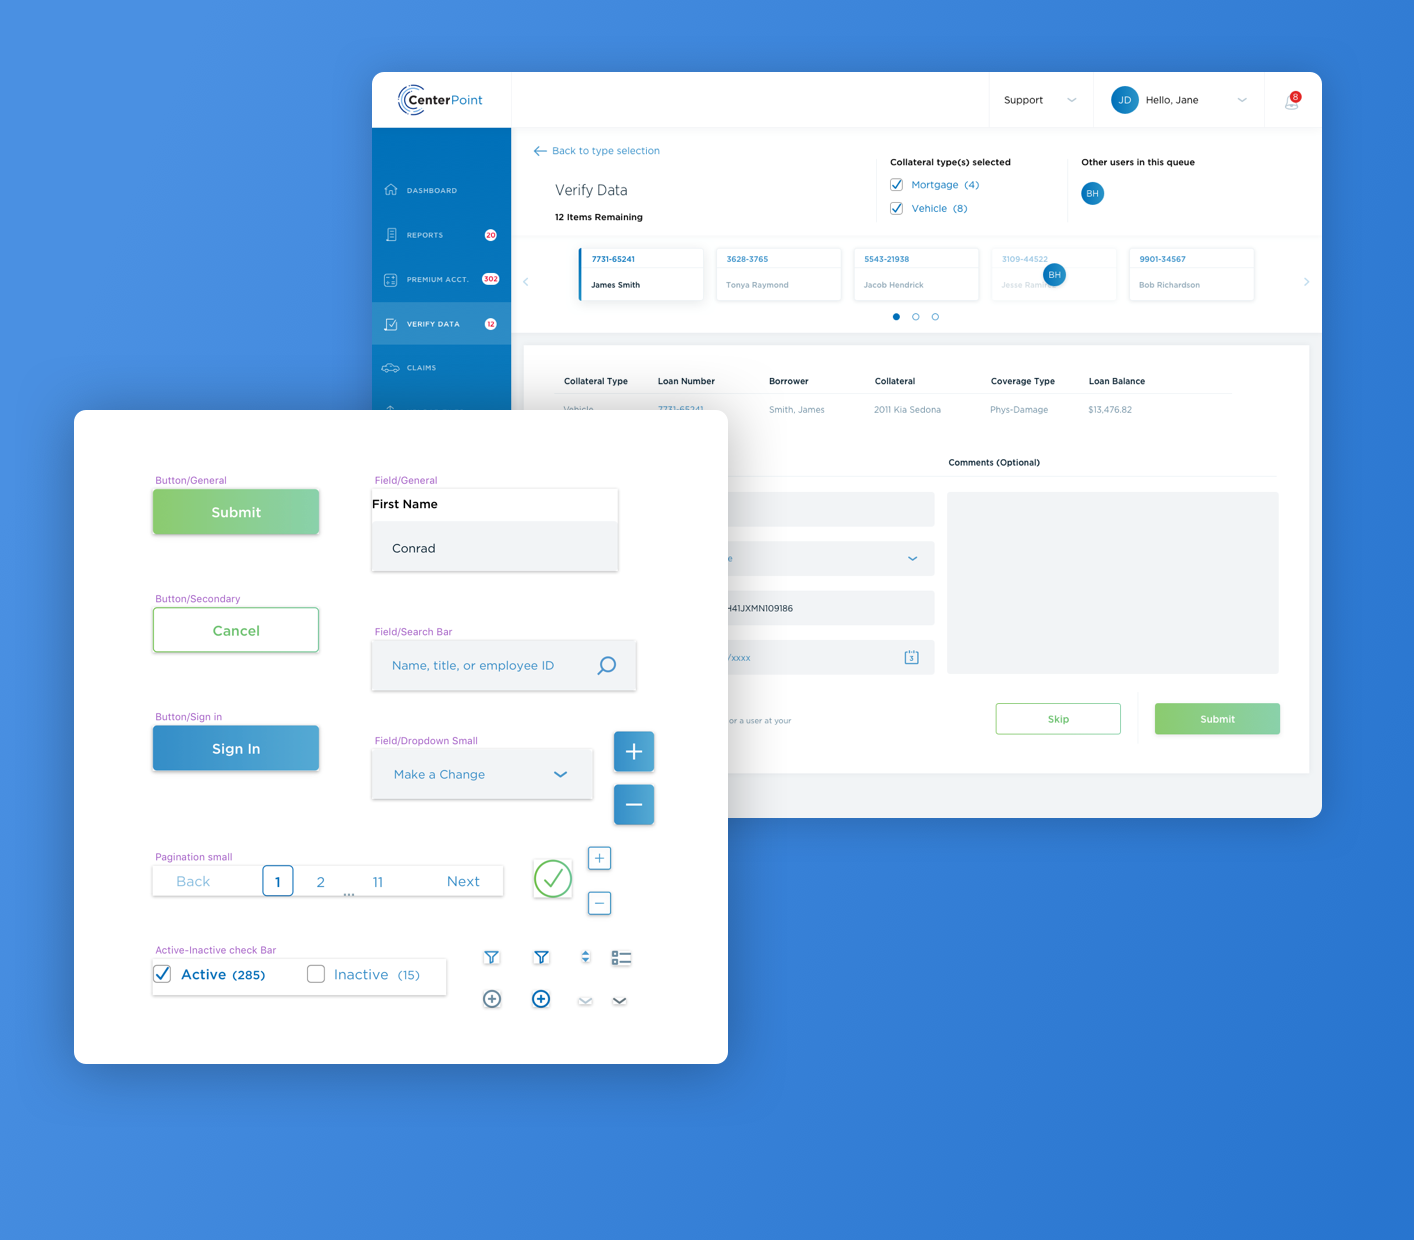 CenterPoint
Support
JD
Hello, Jane
8
DASHBOARD
REPORTS
20
PREMIUM ACCT.
302
VERIFY DATA
12
CLAIMS
Back to type selection
Verify Data
12 Items Remaining
Collateral type(s) selected
Mortgage (4)
Vehicle (8)
Other users in this queue
BH
7731-65241
James Smith
3628-3765
Tonya Raymond
5543-21938
Jacob Hendrick
3109-44522
Jesse
BH
9901-34567
Bob Richardson
Collateral Type Loan Number Borrower Collateral Coverage Type Loan Balance
Vehicle 7731-65241 Smith, James 2011 Kia Sedona Phys-Damage $13,476.82
Comments (Optional)
H41JXMN109186
/xxxx
3
or a user at your
Skip
Submit
Button/General
Submit
Button/Secondary
Cancel
Button/Sign in
Sign In
Field/General
First Name
Conrad
Field/Search Bar
Name, title, or employee ID
Field/Dropdown Small
Make a Change
Pagination small
Back 1 2 ... 11 Next
Active-Inactive check Bar
Active (285) Inactive (15)